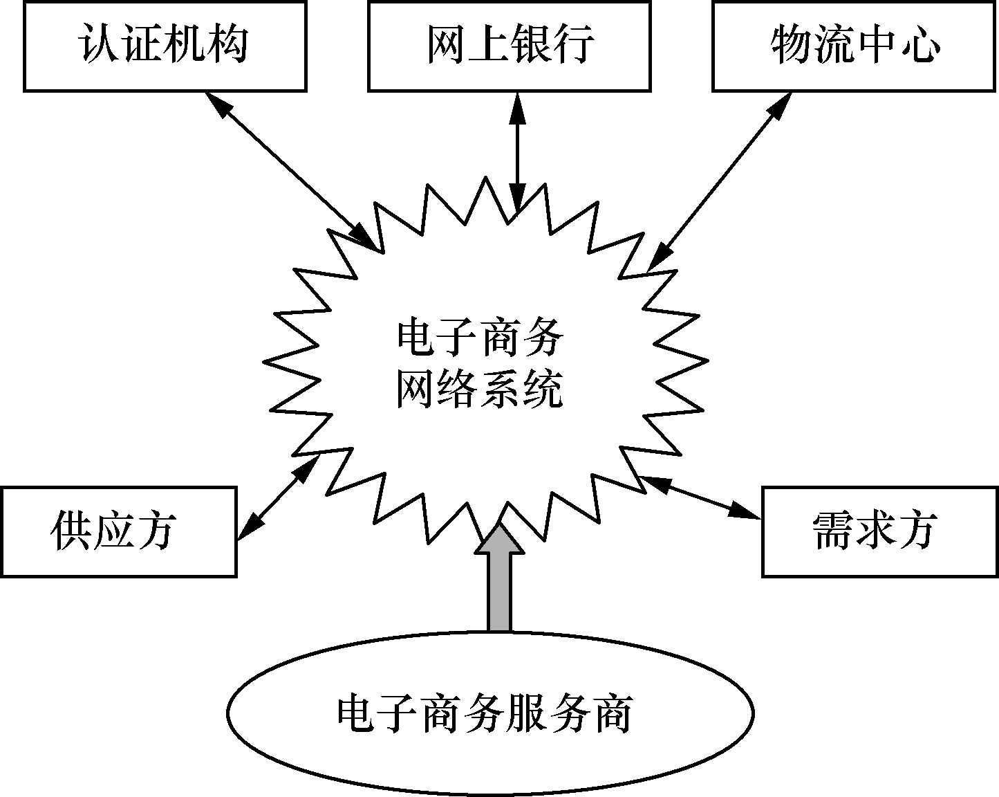 认证机构
网上银行
物流中心
电子商务
网络系统
供应方
需求方
电子商务服务商